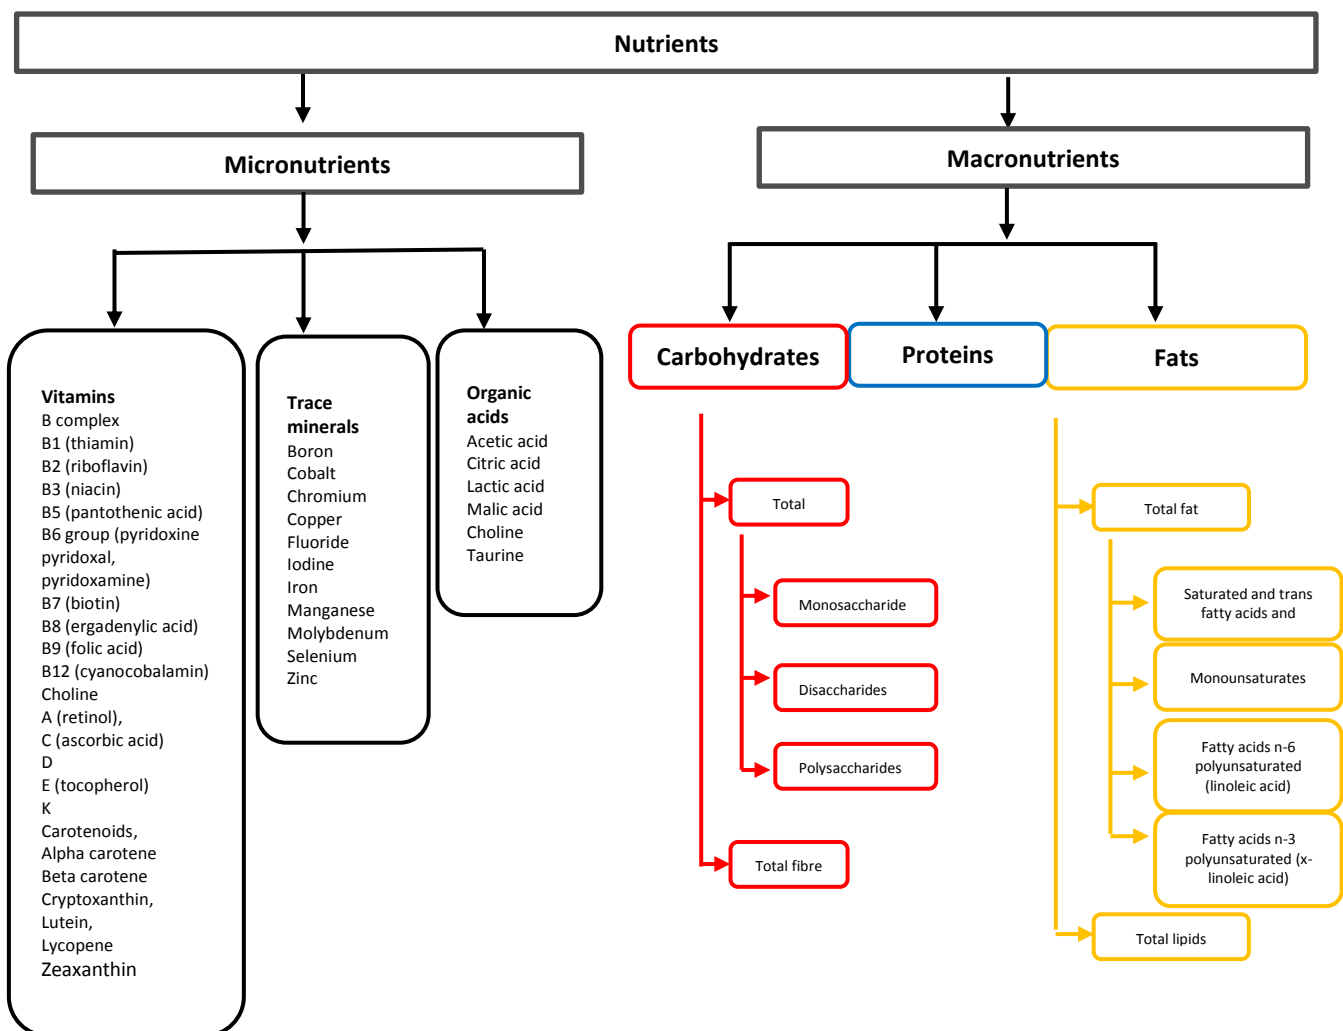 Nutrients
Micronutrients
Macronutrients
Vitamins
B complex
B1 (thiamin)
B2 (riboflavin)
B3 (niacin)
B5 (pantothenic acid)
B6 group (pyridoxine
pyridoxal,
pyridoxamine)
B7 (biotin)
B8 (ergadenylic acid)
B9 (folic acid)
B12 (cyanocobalamin)
Choline
A (retinol),
C (ascorbic acid)
D
E (tocopherol)
K
Carotenoids,
Alpha carotene
Beta carotene
Cryptoxanthin,
Lutein,
Lycopene
Zeaxanthin
Trace
minerals
Boron
Cobalt
Chromium
Copper
Fluoride
Iodine
Iron
Manganese
Molybdenum
Selenium
Zinc
Organic
acids
Acetic acid
Citric acid
Lactic acid
Malic acid
Choline
Taurine
Carbohydrates
Total
Monosaccharide
Disaccharides
Polysaccharides
Total fibre
Proteins
Fats
Total fat
Saturated and trans
fatty acids and
Monounsaturates
Fatty acids n-6
polyunsaturated
(linoleic acid)
Fatty acids n-3
polyunsaturated (x-
linoleic acid)
Total lipids